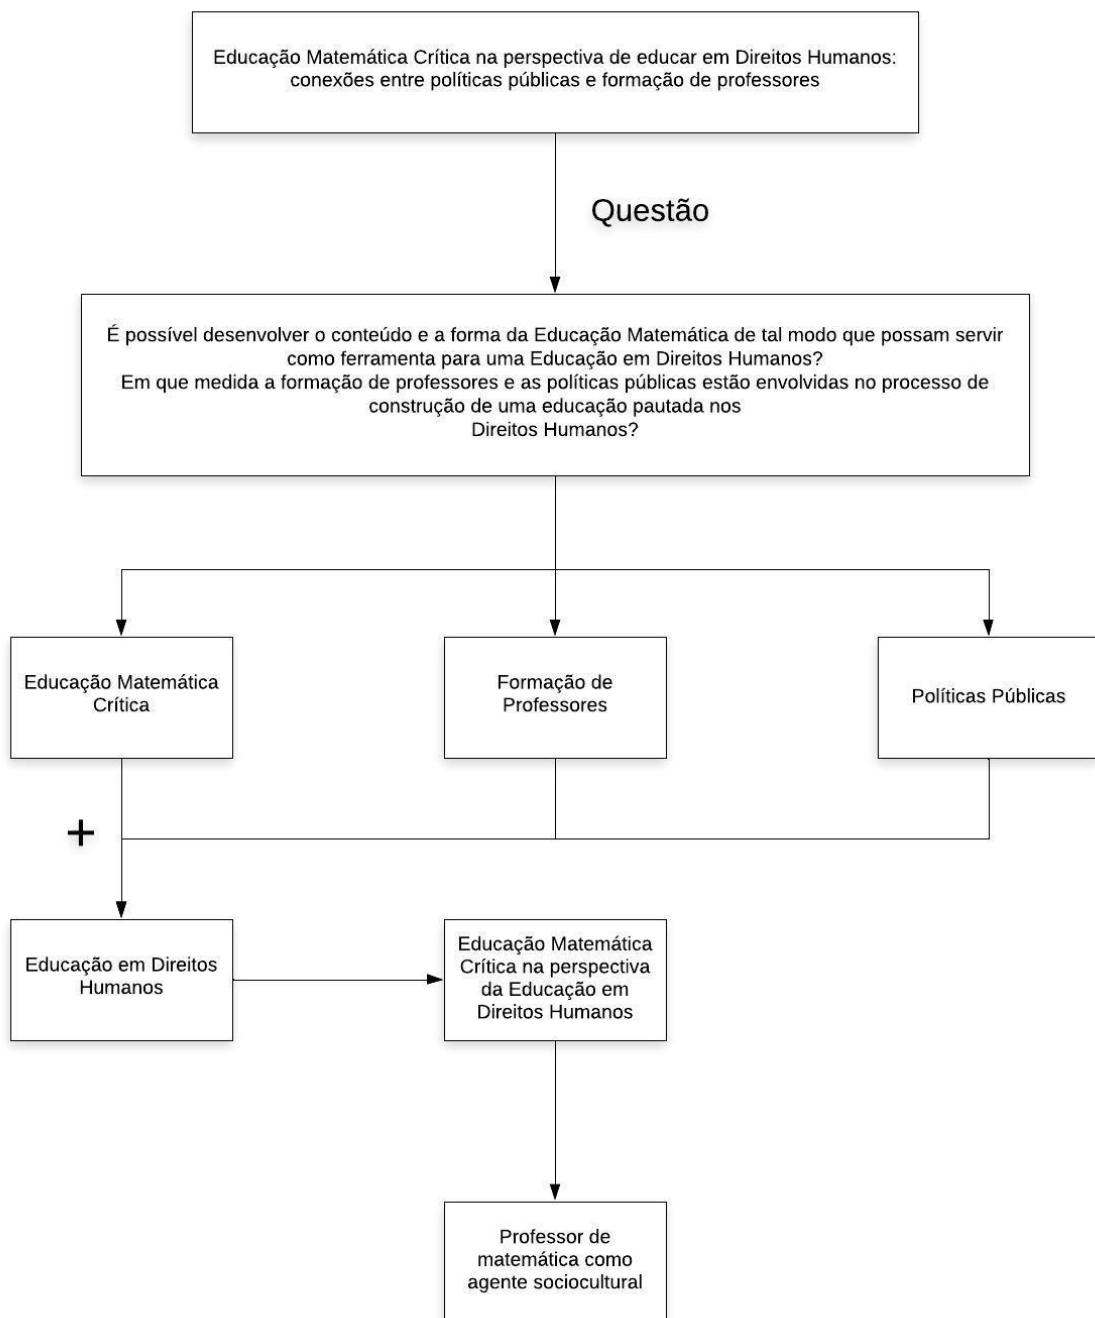 Educação Matemática Crítica na perspectiva de educar em Direitos Humanos:
conexões entre políticas públicas e formação de professores
Questão
É possível desenvolver o conteúdo e a forma da Educação Matemática de tal modo que possam servir
como ferramenta para uma Educação em Direitos Humanos?
Em que medida a formação de professores e as políticas públicas estão envolvidas no processo de
construção de uma educação pautada nos
Direitos Humanos?
Educação Matemática
Crítica
Formação de
Professores
Políticas Públicas
+
Educação em Direitos
Humanos
Educação Matemática
Crítica na perspectiva
da Educação em
Direitos Humanos
Professor de
matemática como
agente sociocultural